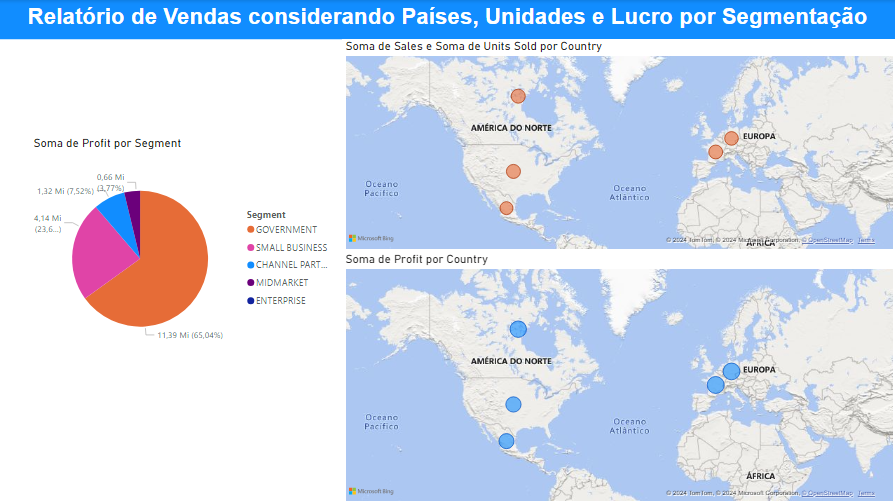 Relatório de Vendas considerando Países, Unidades e Lucro por Segmentação
Soma de Profit por Segment
0,66 Mi
(3,77%)
1,32 Mi (7,52%)
4,14 Mi
(23,6...)
11,39 Mi (65,04%)
Segment
GOVERNMENT
SMALL BUSINESS
CHANNEL PART...
MIDMARKET
ENTERPRISE
Soma de Sales e Soma de Units Sold por Country
AMÉRICA DO NORTE
EUROPA
Oceano
Pacífico
Oceano
Atlântico
ÁFRICA
Microsoft Bing
© 2024 TomTom, © 2024 Microsoft Corporation, © OpenStreetMap Terms
Soma de Profit por Country
AMÉRICA DO NORTE
EUROPA
Oceano
Pacífico
Oceano
Atlântico
ÁFRICA
Microsoft Bing
© 2024 TomTom, © 2024 Microsoft Corporation, © OpenStreetMap Terms